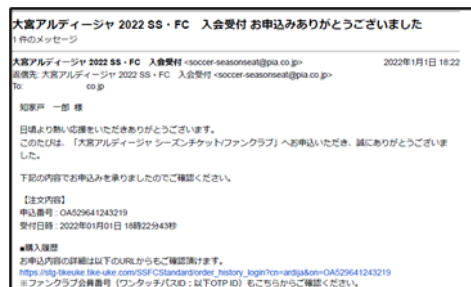 大宮アルディージャ 2022 SS・FC 入会受付 お申込みありがとうございました
1 件のメッセージ
大宮アルディージャ 2022 SS・FC 入会受付 <soccer-seasonseat@pia.co.jp> 2022年1月1日 18:22
返信先: 大宮アルディージャ 2022 SS・FC 入会受付 <soccer-seasonseat@pia.co.jp>
To: co.jp
知家戸 一郎 様
日頃より熱い応援をいただきありがとうございます。
このたびは、「大宮アルディージャ シーズンチケット/ファンクラブ」へお申込いただき、誠にありがとうございま
した。
下記の内容でお申込みを承りましたのでご確認ください。
【注文内容】
申込番号 : OA529641243219
受付日時 : 2022年01月01日 18時22分43秒
■購入履歴
お申込内容の詳細は以下のURLからもご確認頂けます。
https://stg-tikeuke.tike-uke.com/SSFCStandard/order_history_login?cn=ardija&on=OA529641243219
※ファンクラブ会員番号（ワンタッチパスID：以下OTP ID）もこちらからご確認ください。